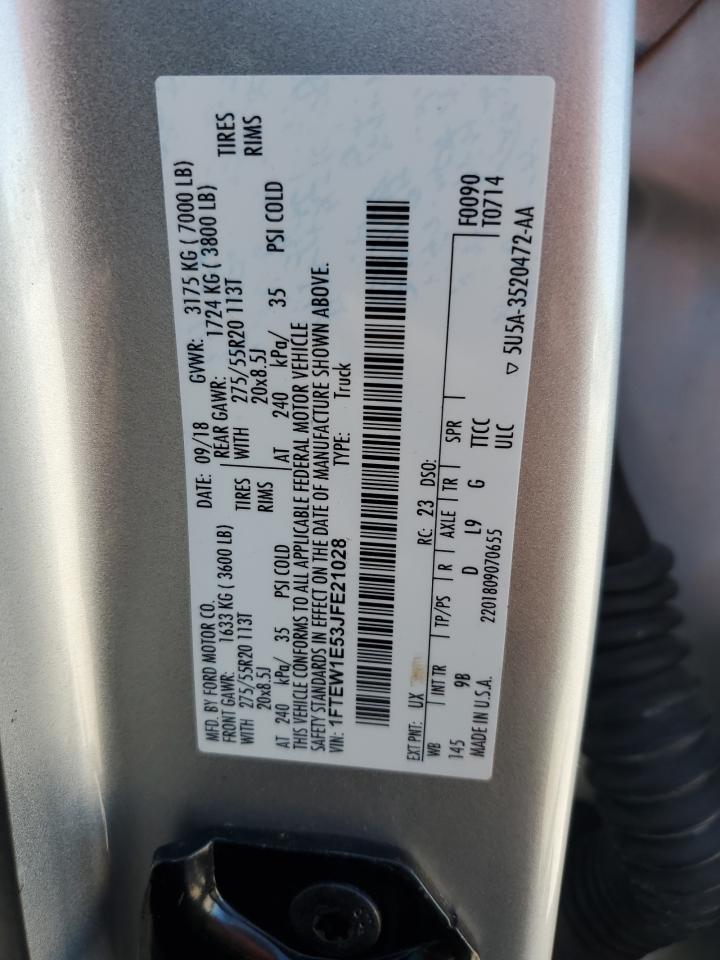 MFD. BY FORD MOTOR CO. DATE: 09/18 GVWR: 3175 KG ( 7000 LB)
FRONT GAWR: 1633 KG ( 3600 LB) REAR GAWR: 1724 KG ( 3800 LB)
WITH 275/55R20 113T TIRES WITH 275/55R20 113T TIRES
20x8.5J RIMS 20x8.5J RIMS
AT 240 kPa/ 35 PSI COLD AT 240 kPa/ 35 PSI COLD
THIS VEHICLE CONFORMS TO ALL APPLICABLE FEDERAL MOTOR VEHICLE
SAFETY STANDARDS IN EFFECT ON THE DATE OF MANUFACTURE SHOWN ABOVE.
VIN: 1FTEW1E53JFE21028 TYPE: Truck
F0090
EXT PNT: UX RC: 23 DSO: T0714
WB INT TR TP/PS R AXLE TR SPR
145 9B D L9 G TTCC
MADE IN U.S.A. 2201809070655 ULC
▽ 5U5A-3520472-AA